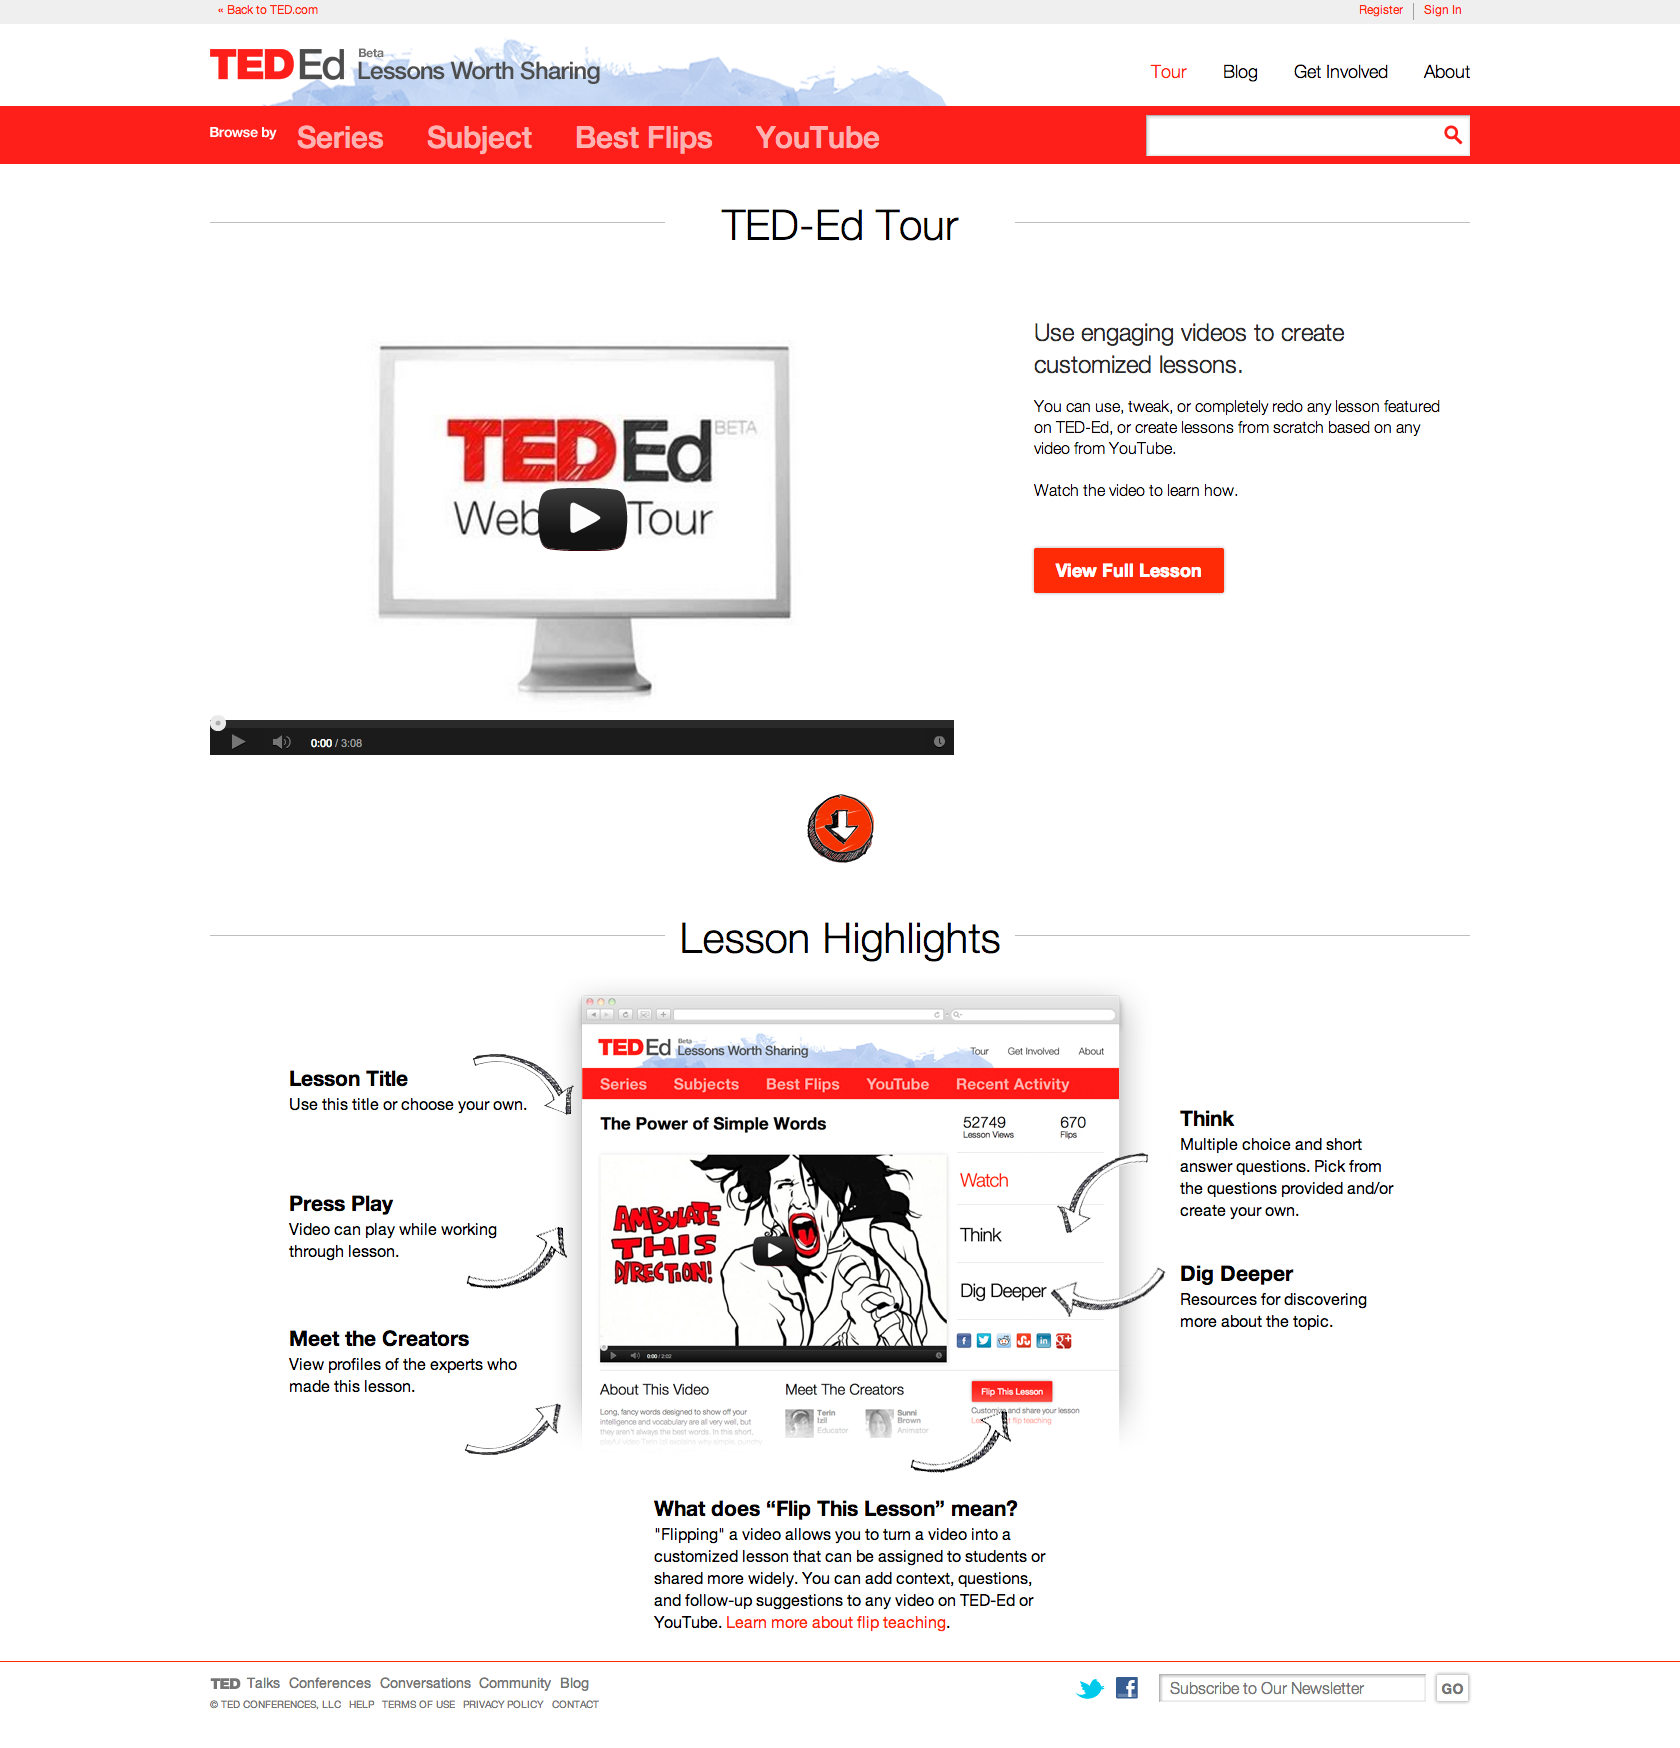 « Back to TED.com
Register
Sign In
TED Ed
Beta
Lessons Worth Sharing
Tour
Blog
Get Involved
About
Browse by
Series
Subject
Best Flips
YouTube
TED-Ed Tour
TED Ed BETA
Web Tour
Use engaging videos to create
customized lessons.
You can use, tweak, or completely redo any lesson featured
on TED-Ed, or create lessons from scratch based on any
video from YouTube.
Watch the video to learn how.
View Full Lesson
0:00 / 3:08
Lesson Highlights
Lesson Title
Use this title or choose your own.
Press Play
Video can play while working
through lesson.
Meet the Creators
View profiles of the experts who
made this lesson.
TED Ed
Beta
Lessons Worth Sharing
Tour
Get Involved
About
Series
Subjects
Best Flips
YouTube
Recent Activity
The Power of Simple Words
52749
Lesson Views
670
Flips
AMBULATE
THIS
DIRECTION!
0:00 / 2:02
Watch
Think
Dig Deeper
About This Video
Long, fancy words designed to show off your
intelligence and vocabulary are all very well, but
they aren't always the best words. In this short,
playful video Terin Izil explains why simple, punchy
Meet The Creators
Terin
Izil
Educator
Sunni
Brown
Animator
Flip This Lesson
Customize and share your lesson
flip teaching
Think
Multiple choice and short
answer questions. Pick from
the questions provided and/or
create your own.
Dig Deeper
Resources for discovering
more about the topic.
What does “Flip This Lesson” mean?
"Flipping" a video allows you to turn a video into a
customized lesson that can be assigned to students or
shared more widely. You can add context, questions,
and follow-up suggestions to any video on TED-Ed or
YouTube. Learn more about flip teaching.
TED Talks Conferences Conversations Community Blog
© TED CONFERENCES, LLC HELP TERMS OF USE PRIVACY POLICY CONTACT
Subscribe to Our Newsletter
GO